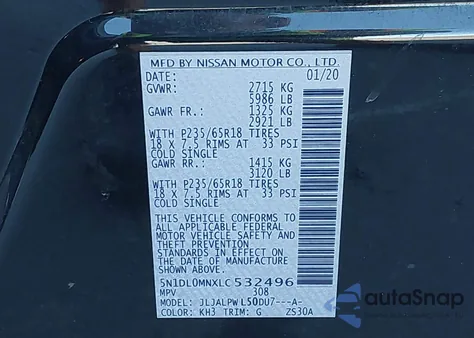 MFD BY NISSAN MOTOR CO., LTD.
DATE: 01/20
GVWR: 2715 KG
5986 LB
GAWR FR.: 1325 KG
2921 LB
WITH P235/65R18 TIRES
18 X 7.5 RIMS AT 33 PSI
COLD SINGLE
GAWR RR.: 1415 KG
3120 LB
WITH P235/65R18 TIRES
18 X 7.5 RIMS AT 33 PSI
COLD SINGLE
THIS VEHICLE CONFORMS TO
ALL APPLICABLE FEDERAL
MOTOR VEHICLE SAFETY AND
THEFT PREVENTION
STANDARDS IN EFFECT ON
THE DATE OF MANUFACTURE
SHOWN ABOVE.
5N1DL0MNXLC532496
MPV 308
MODEL: JLJALPWL50DU7---A-
COLOR: KH3 TRIM: G ZS30A
autoSnap